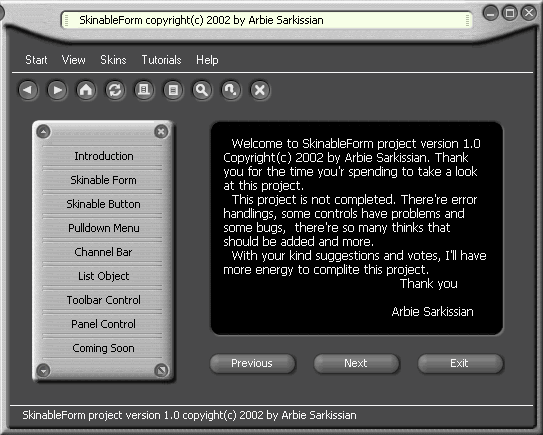 SkinableForm copyright(c) 2002 by Arbie Sarkissian
Start View Skins Tutorials Help
Introduction
Skinable Form
Skinable Button
Pulldown Menu
Channel Bar
List Object
Toolbar Control
Panel Control
Coming Soon
Welcome to SkinableForm project version 1.0
Copyright(c) 2002 by Arbie Sarkissian. Thank
you for the time you'r spending to take a look
at this project.
This project is not completed. There're error
handlings, some controls have problems and
some bugs, there're so many thinks that
should be added and more.
With your kind suggestions and votes, I'll have
more energy to complite this project.
Thank you
Arbie Sarkissian
Previous Next Exit
SkinableForm project version 1.0 copyight(c) 2002 by Arbie Sarkissian